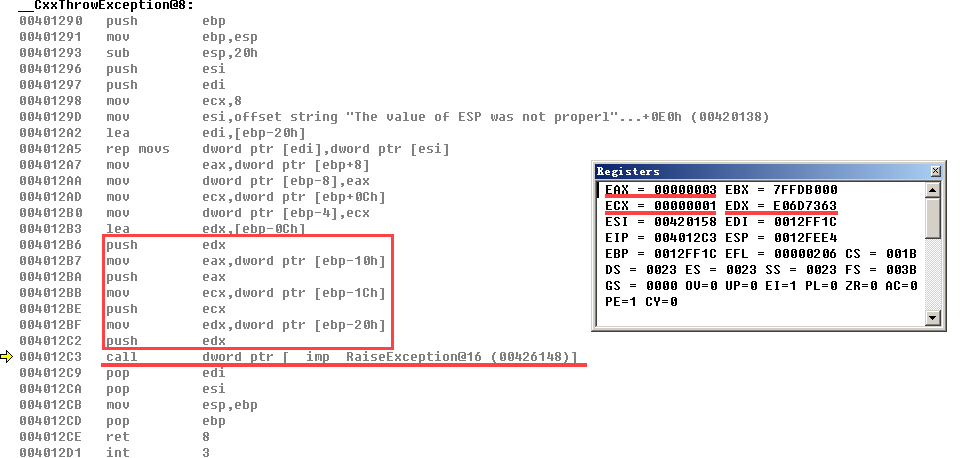 __CxxThrowException@8:
00401290 push ebp
00401291 mov ebp,esp
00401293 sub esp,20h
00401296 push esi
00401297 push edi
00401298 mov ecx,8
0040129D mov esi,offset string "The value of ESP was not properl"...+0E0h (00420138)
004012A2 lea edi,[ebp-20h]
004012A5 rep movs dword ptr [edi],dword ptr [esi]
004012A7 mov eax,dword ptr [ebp+8]
004012AA mov dword ptr [ebp-8],eax
004012AD mov ecx,dword ptr [ebp+0Ch]
004012B0 mov dword ptr [ebp-4],ecx
004012B3 lea edx,[ebp-0Ch]
004012B6 push edx
004012B7 mov eax,dword ptr [ebp-10h]
004012BA push eax
004012BB mov ecx,dword ptr [ebp-1Ch]
004012BE push ecx
004012BF mov edx,dword ptr [ebp-20h]
004012C2 push edx
004012C3 call dword ptr [ imp RaiseException@16 (00426148)]
004012C9 pop edi
004012CA pop esi
004012CB mov esp,ebp
004012CD pop ebp
004012CE ret 8
004012D1 int 3
Registers
EAX = 00000003 EBX = 7FFDB000
ECX = 00000001 EDX = E06D7363
ESI = 00420158 EDI = 0012FF1C
EIP = 004012C3 ESP = 0012FEE4
EBP = 0012FF1C EFL = 00000206 CS = 001B
DS = 0023 ES = 0023 SS = 0023 FS = 003B
GS = 0000 OV=0 UP=0 EI=1 PL=0 ZR=0 AC=0
PE=1 CY=0